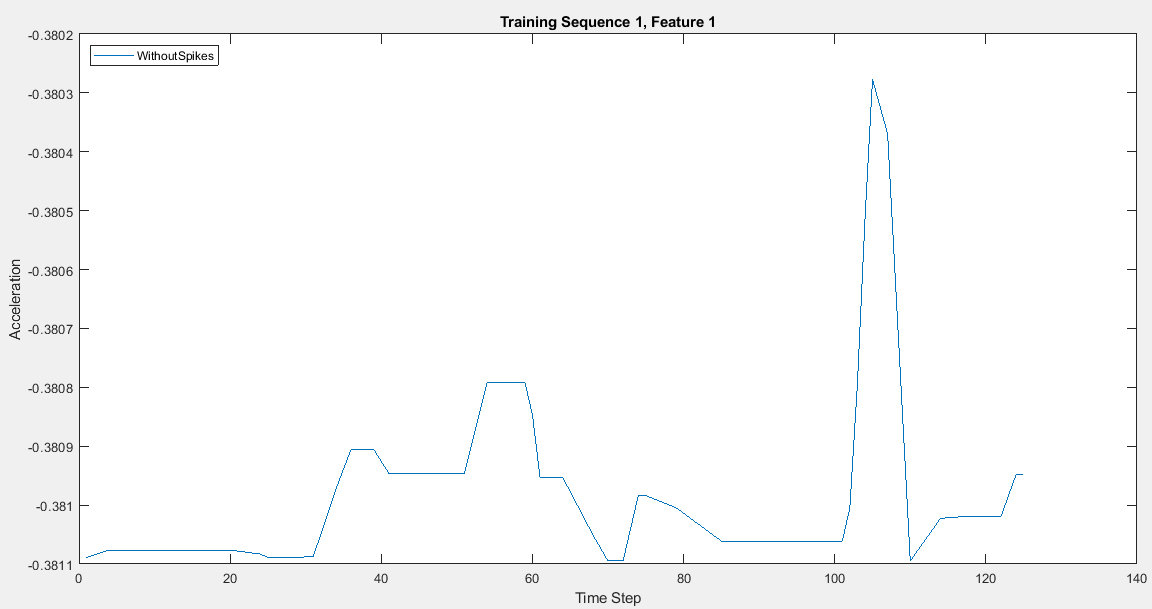 Training Sequence 1, Feature 1
WithoutSpikes
-0.3802
-0.3803
-0.3804
-0.3805
-0.3806
-0.3807
-0.3808
-0.3809
-0.381
-0.3811
Acceleration
0 20 40 60 80 100 120 140
Time Step